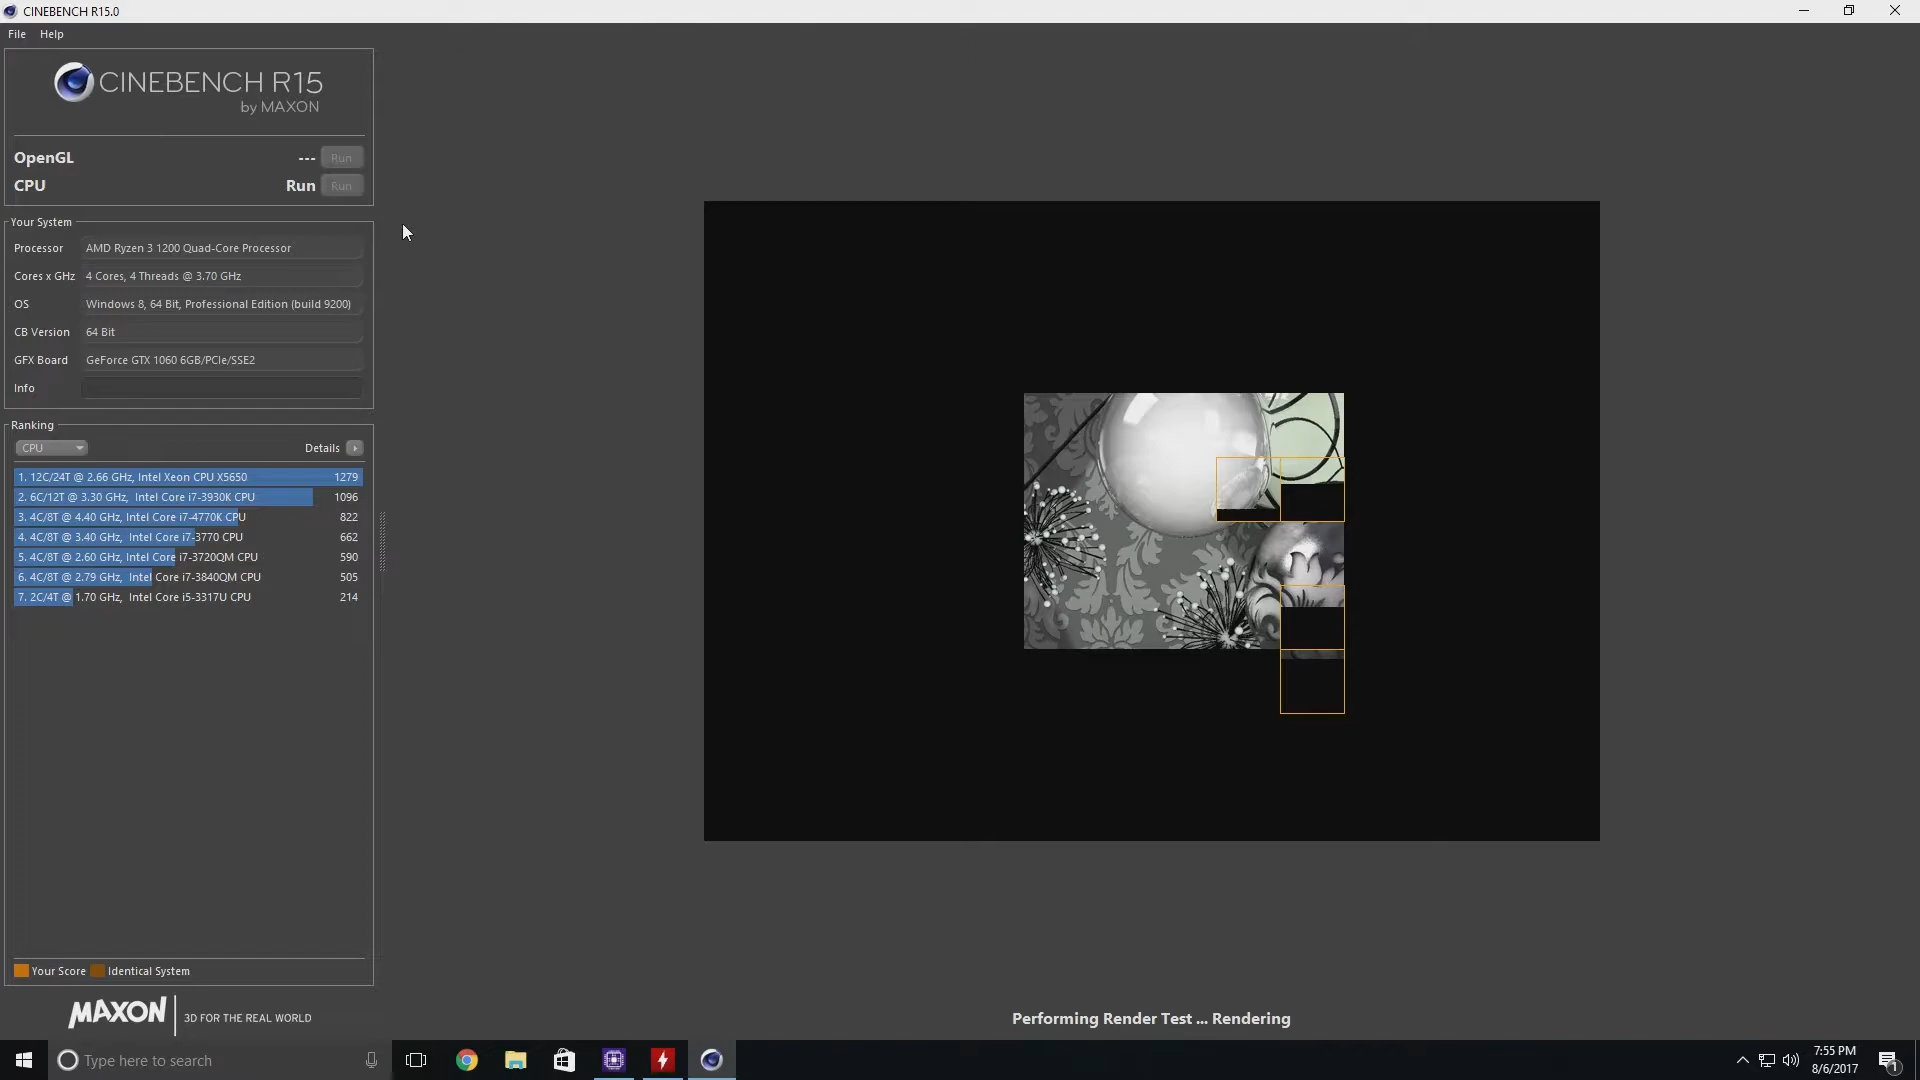 CINEBENCH R15.0
File Help
CINEBENCH R15
by MAXON
OpenGL --- Run
CPU Run Run
Your System
Processor AMD Ryzen 3 1200 Quad-Core Processor
Cores x GHz 4 Cores, 4 Threads @ 3.70 GHz
OS Windows 8, 64 Bit, Professional Edition (build 9200)
CB Version 64 Bit
GFX Board GeForce GTX 1060 6GB/PCIe/SSE2
Info
Ranking
CPU Details
1. 12C/24T @ 2.66 GHz, Intel Xeon CPU X5650 1279
2. 6C/12T @ 3.30 GHz, Intel Core i7-3930K CPU 1096
3. 4C/8T @ 4.40 GHz, Intel Core i7-4770K CPU 822
4. 4C/8T @ 3.40 GHz, Intel Core i7-3770 CPU 662
5. 4C/8T @ 2.60 GHz, Intel Core i7-3720QM CPU 590
6. 4C/8T @ 2.79 GHz, Intel Core i7-3840QM CPU 505
7. 2C/4T @ 1.70 GHz, Intel Core i5-3317U CPU 214
Your Score Identical System
MAXON 3D FOR THE REAL WORLD
Performing Render Test ... Rendering
Type here to search
7:55 PM
8/6/2017
1